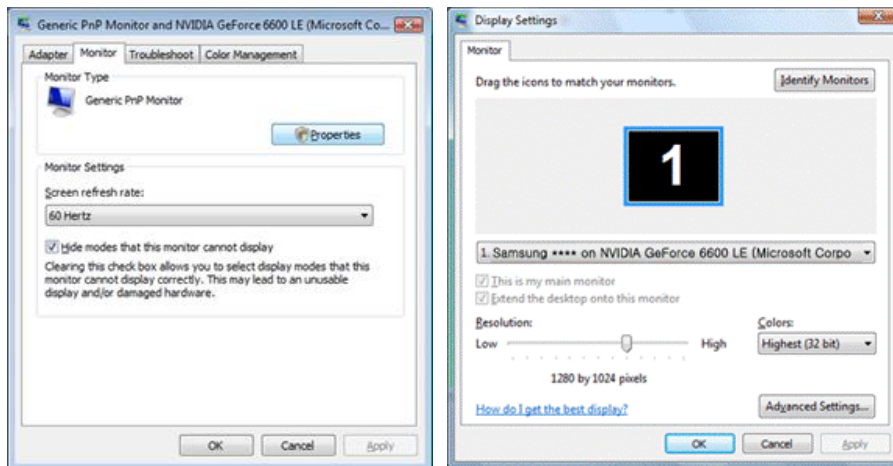 Generic PnP Monitor and NVIDIA GeForce 6600 LE (Microsoft Co...
Adapter Monitor Troubleshoot Color Management
Monitor Type
Generic PnP Monitor
Properties
Monitor Settings
Screen refresh rate:
60 Hertz
Hide modes that this monitor cannot display
Clearing this check box allows you to select display modes that this
monitor cannot display correctly. This may lead to an unusable
display and/or damaged hardware.
OK Cancel Apply
Display Settings
Monitor
Drag the icons to match your monitors.
Identify Monitors
1
1. Samsung **** on NVIDIA GeForce 6600 LE (Microsoft Corpo
This is my main monitor
Extend the desktop onto this monitor
Resolution:
Low High
1280 by 1024 pixels
Colors:
Highest (32 bit)
How do I get the best display?
Advanced Settings...
OK Cancel Apply